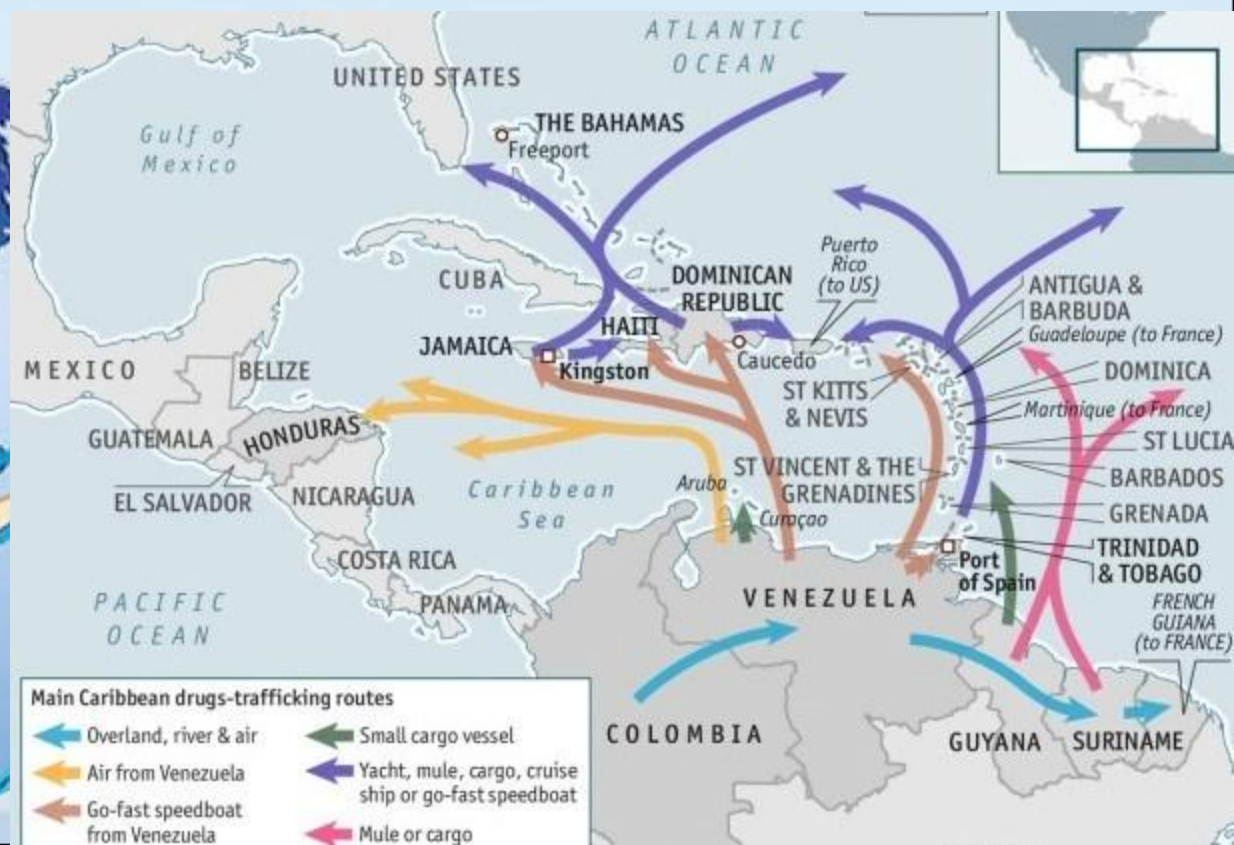 ATLANTIC
OCEAN
UNITED STATES
Gulf of
Mexico
THE BAHAMAS
Freeport
CUBA
DOMINICAN
REPUBLIC
Puerto
Rico
(to US)
HAITI
JAMAICA
Kingston
Caucedo
ANTIGUA &
BARBUDA
Guadeloupe (to France)
DOMINICA
ST KITTS
& NEVIS
Martinique (to France)
ST LUCIA
BARBADOS
ST VINCENT & THE
GRENADINES
GRENADA
MEXICO
BELIZE
GUATEMALA
HONDURAS
EL SALVADOR
NICARAGUA
Caribbean
Sea
Aruba
Curaçao
COSTA RICA
PANAMA
Port
of Spain
TRINIDAD
& TOBAGO
PACIFIC
OCEAN
VENEZUELA
FRENCH
GUIANA
(to FRANCE)
COLOMBIA
GUYANA
SURINAME
Main Caribbean drugs-trafficking routes
Overland, river & air
Air from Venezuela
Go-fast speedboat
from Venezuela
Small cargo vessel
Yacht, mule, cargo, cruise
ship or go-fast speedboat
Mule or cargo